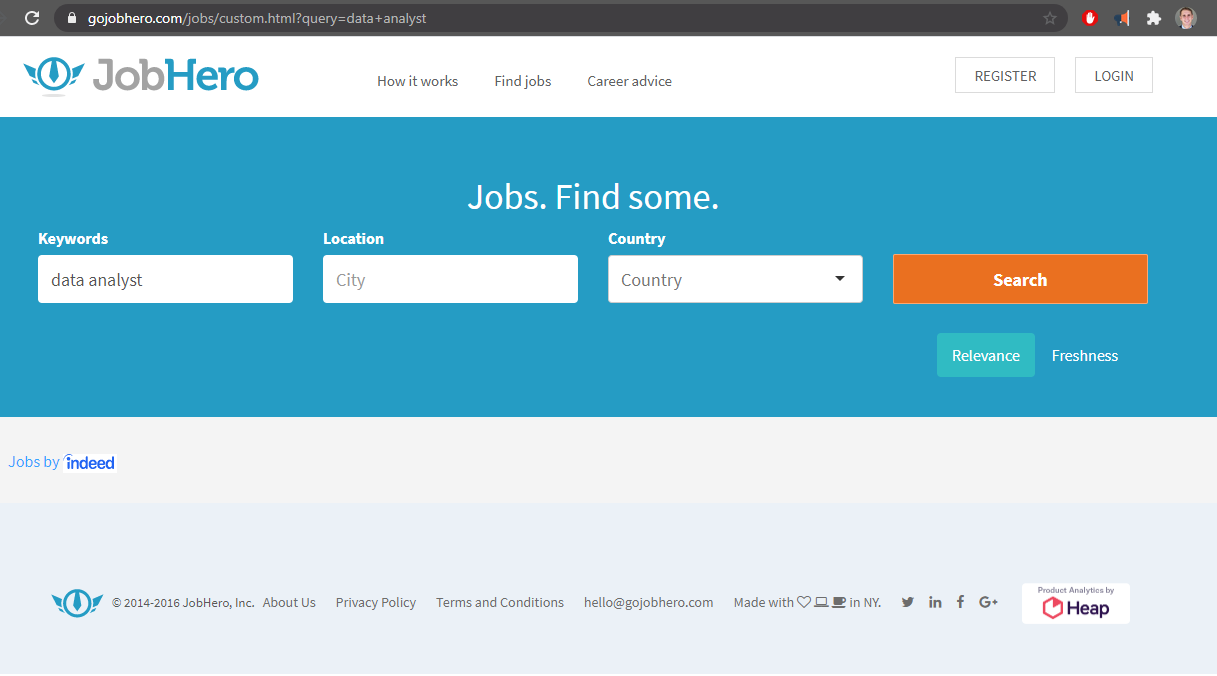 gojobhero.com/jobs/custom.html?query=data+analyst
JobHero
How it works Find jobs Career advice
REGISTER LOGIN
Jobs. Find some.
Keywords Location Country
data analyst City Country Search
Relevance Freshness
Jobs by indeed
© 2014-2016 JobHero, Inc. About Us Privacy Policy Terms and Conditions hello@gojobhero.com Made with in NY.
Product Analytics by
Heap